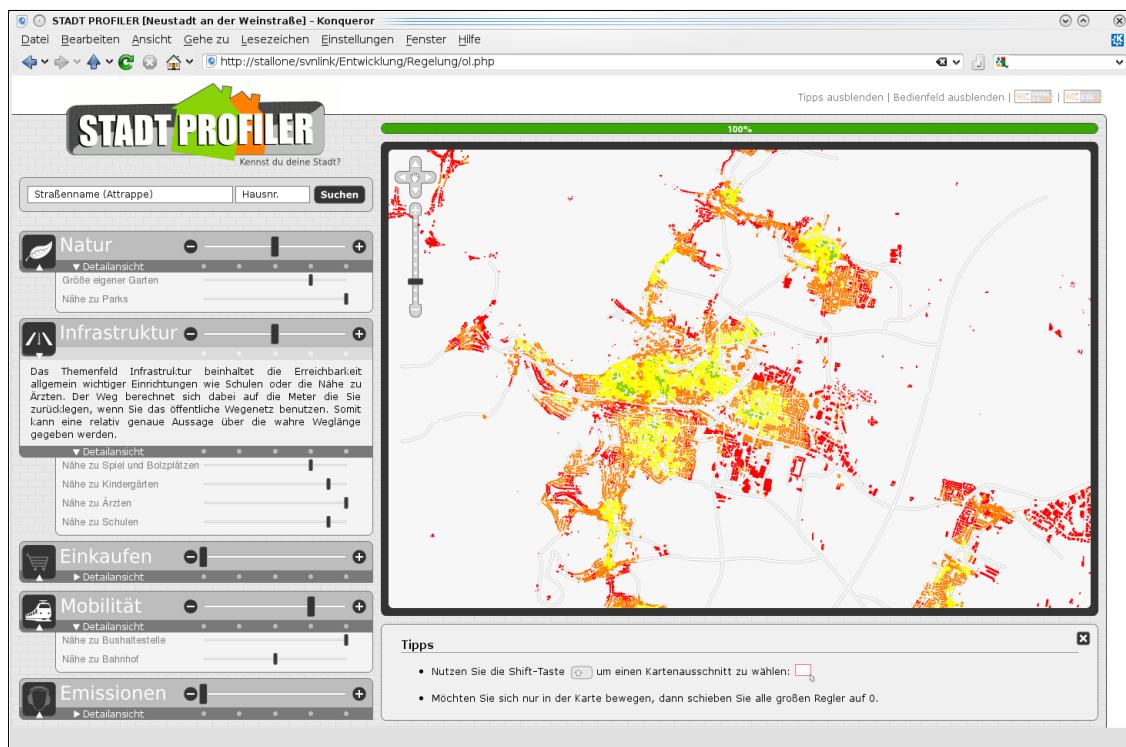 STADT PROFILER [Neustadt an der Weinstraße] - Konqueror
Datei Bearbeiten Ansicht Gehe zu Lesezeichen Einstellungen Fenster Hilfe
http://stallone/svnlink/Entwicklung/Regelung/ol.php
Tipps ausblenden | Bedienfeld ausblenden | W3C | W3C
STADT PROFILER
Kennst du deine Stadt?
100%
Straßenname (Attrappe) Hausnr. Suchen
Natur
▼ Detailansicht
Größe eigener Garten
Nähe zu Parks
Infrastruktur
Das Themenfeld Infrastruktur beinhaltet die Erreichbarkeit
allgemein wichtiger Einrichtungen wie Schulen oder die Nähe zu
Ärzten. Der Weg berechnet sich dabei auf die Meter die Sie
zurücklegen, wenn Sie das öffentliche Wegenetz benutzen. Somit
kann eine relativ genaue Aussage über die wahre Weglänge
gegeben werden.
▼ Detailansicht
Nähe zu Spiel und Bolzplätzen
Nähe zu Kindergärten
Nähe zu Ärzten
Nähe zu Schulen
Einkaufen
▶ Detailansicht
Mobilität
▼ Detailansicht
Nähe zu Bushaltestelle
Nähe zu Bahnhof
Emissionen
▶ Detailansicht
Tipps
• Nutzen Sie die Shift-Taste um einen Kartenausschnitt zu wählen:
• Möchten Sie sich nur in der Karte bewegen, dann schieben Sie alle großen Regler auf 0.